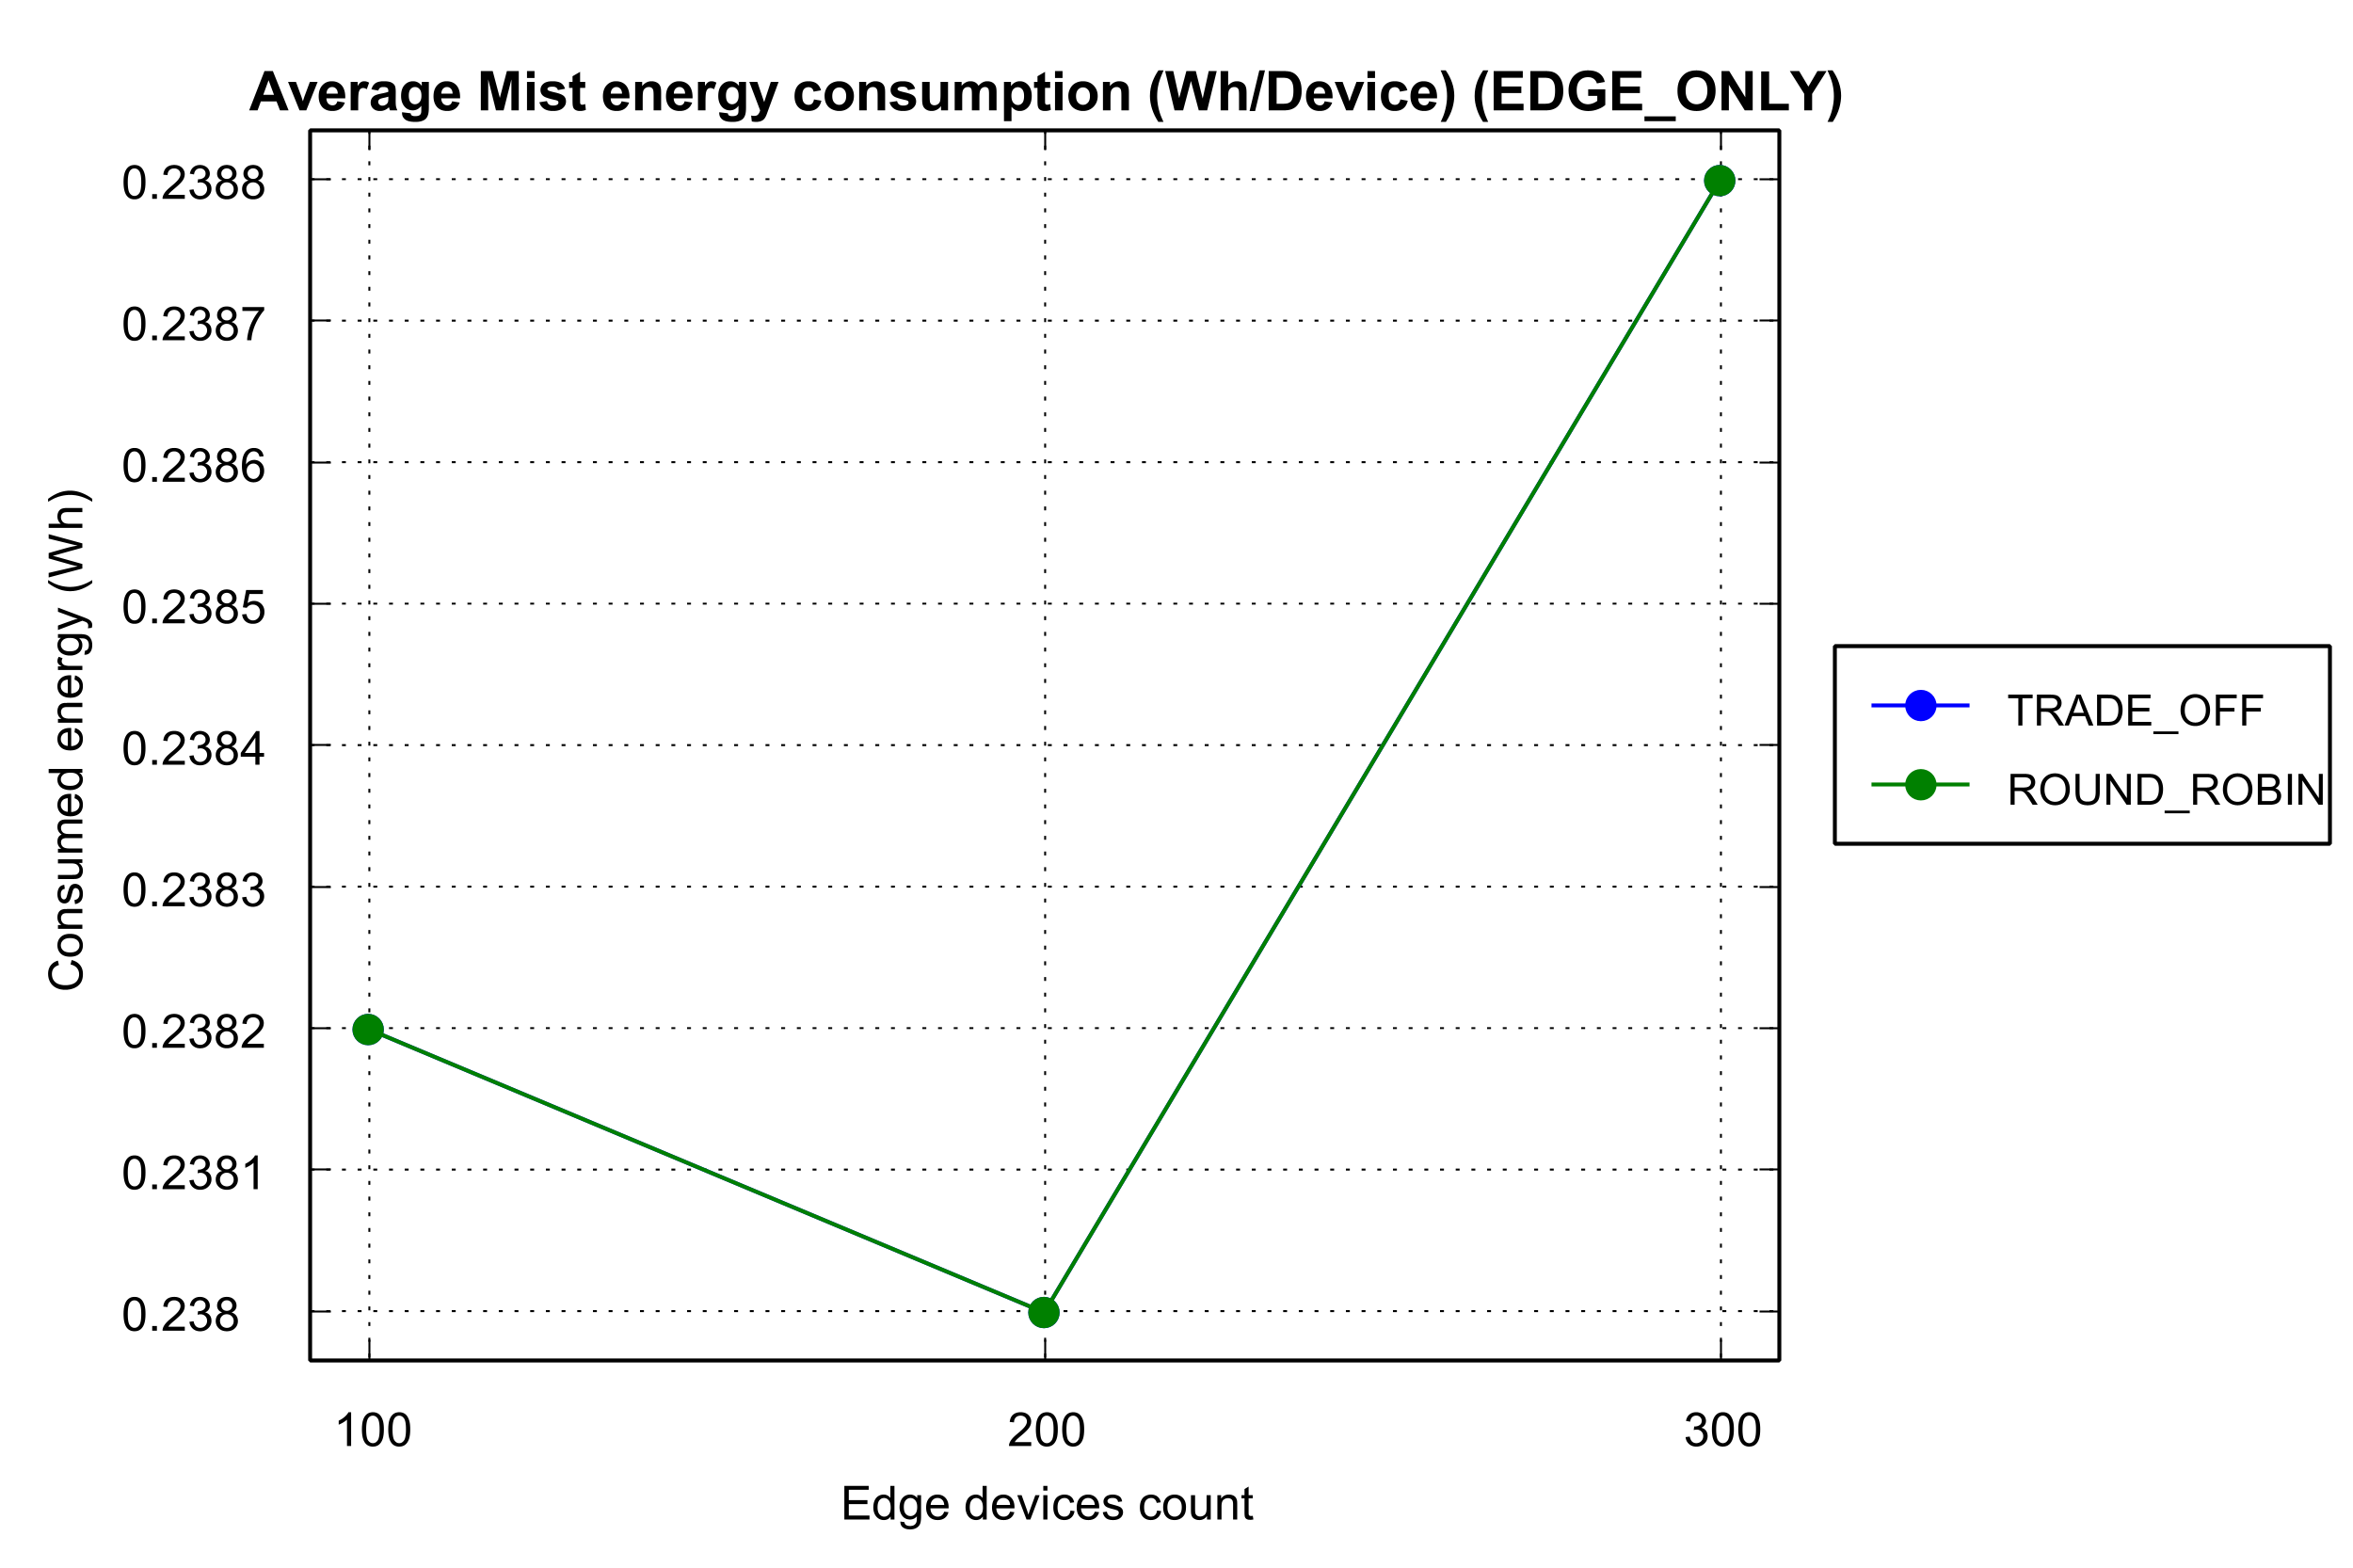 Average Mist energy consumption (Wh/Device) (EDGE_ONLY)
0.2388
0.2387
0.2386
0.2385
0.2384
0.2383
0.2382
0.2381
0.238
Consumed energy (Wh)
100 200 300
Edge devices count
TRADE_OFF
ROUND_ROBIN